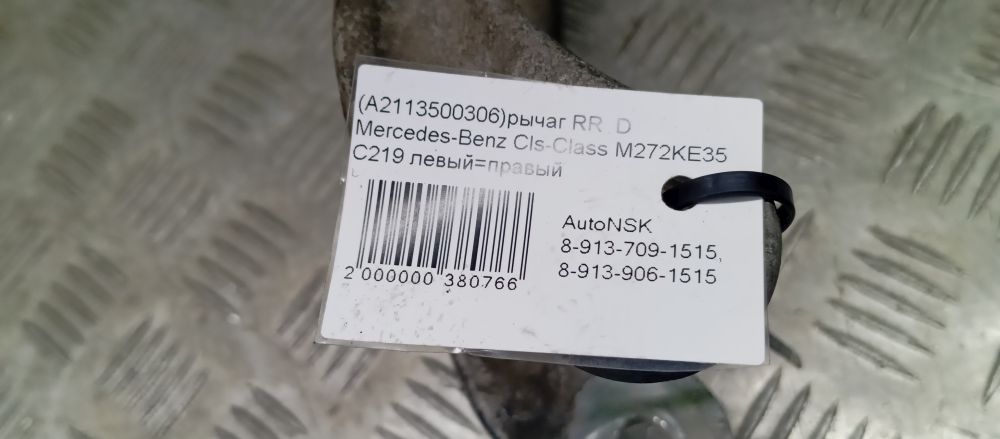 (A2113500306)рычаг RR D
Mercedes-Benz Cls-Class M272KE35
C219 левый=правый
2 000000 380766
AutoNSK
8-913-709-1515,
8-913-906-1515